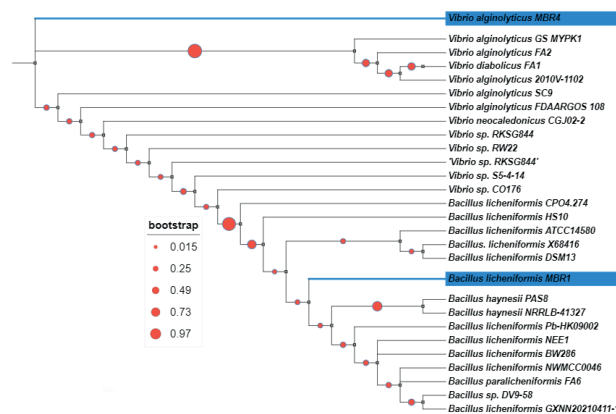 Vibrio alginolyticus MBR4
Vibrio alginolyticus GS MYPK1
Vibrio alginolyticus FA2
Vibrio diabolicus FA1
Vibrio alginolyticus 2010V-1102
Vibrio alginolyticus SC9
Vibrio alginolyticus FDAARGOS 108
Vibrio neocaledonicus CGJ02-2
Vibrio sp. RKSG844
Vibrio sp. RW22
'Vibrio sp. RKSG844'
Vibrio sp. S5-4-14
Vibrio sp. CO176
Bacillus licheniformis CPO4.274
Bacillus licheniformis HS10
Bacillus licheniformis ATCC14580
Bacillus. licheniformis X68416
Bacillus licheniformis DSM13
Bacillus licheniformis MBR1
Bacillus haynesii PAS8
Bacillus haynesii NRRLB-41327
Bacillus licheniformis Pb-HK09002
Bacillus licheniformis NEE1
Bacillus licheniformis BW286
Bacillus licheniformis NWMCC0046
Bacillus paralicheniformis FA6
Bacillus sp. DV9-58
Bacillus licheniformis GXNN20210411-
bootstrap
0.015
0.25
0.49
0.73
0.97